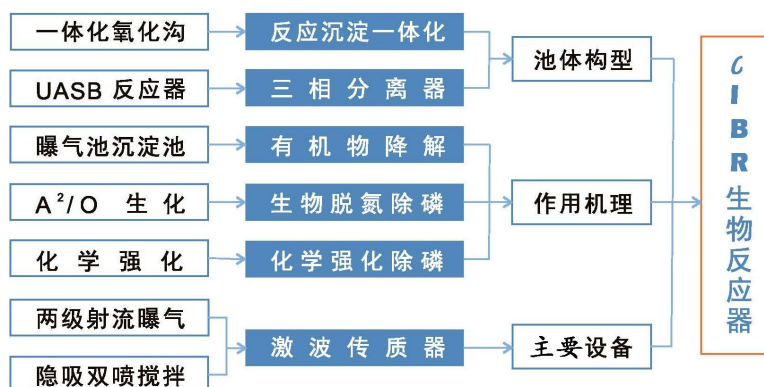 一体化氧化沟
反应沉淀一体化
池体构型
UASB 反应器
三相分离器
曝气池沉淀池
有机物降解
A²/O 生化
生物脱氮除磷
作用机理
化学强化
化学强化除磷
两级射流曝气
激波传质器
主要设备
隐吸双喷搅拌
CIBR生物反应器